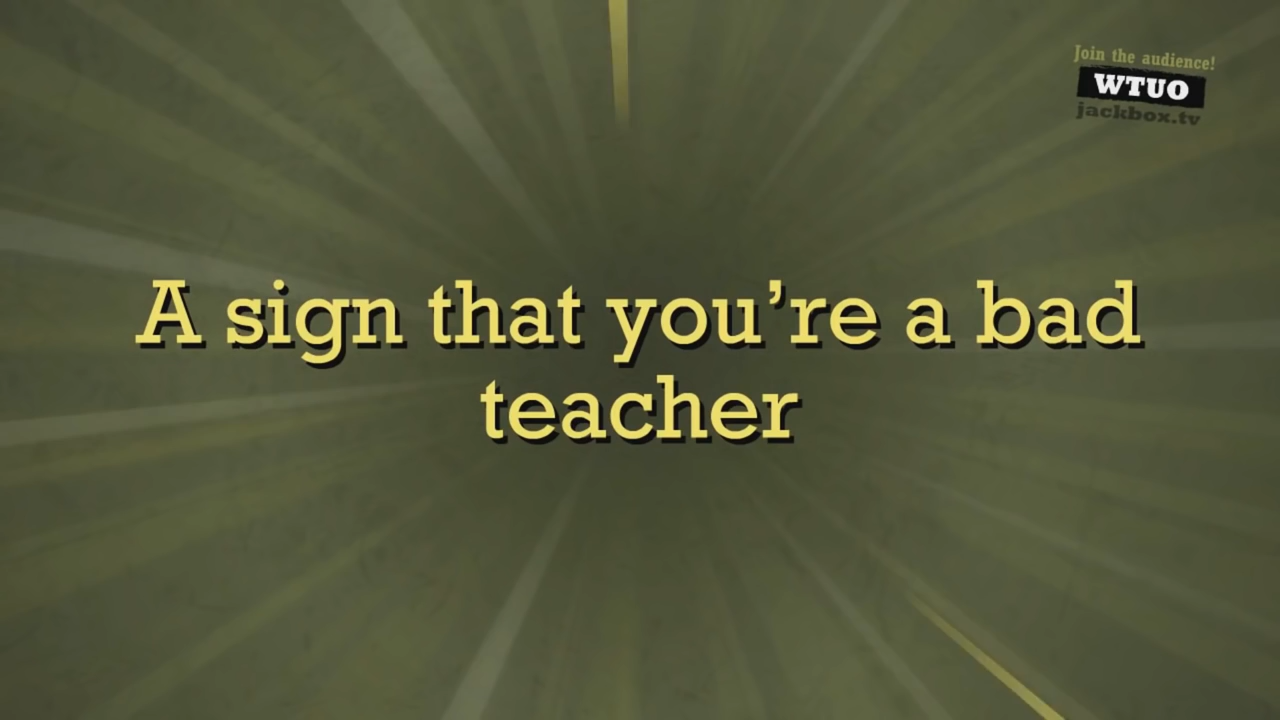 Join the audience!
WTUO
jackbox.tv
A sign that you’re a bad
teacher